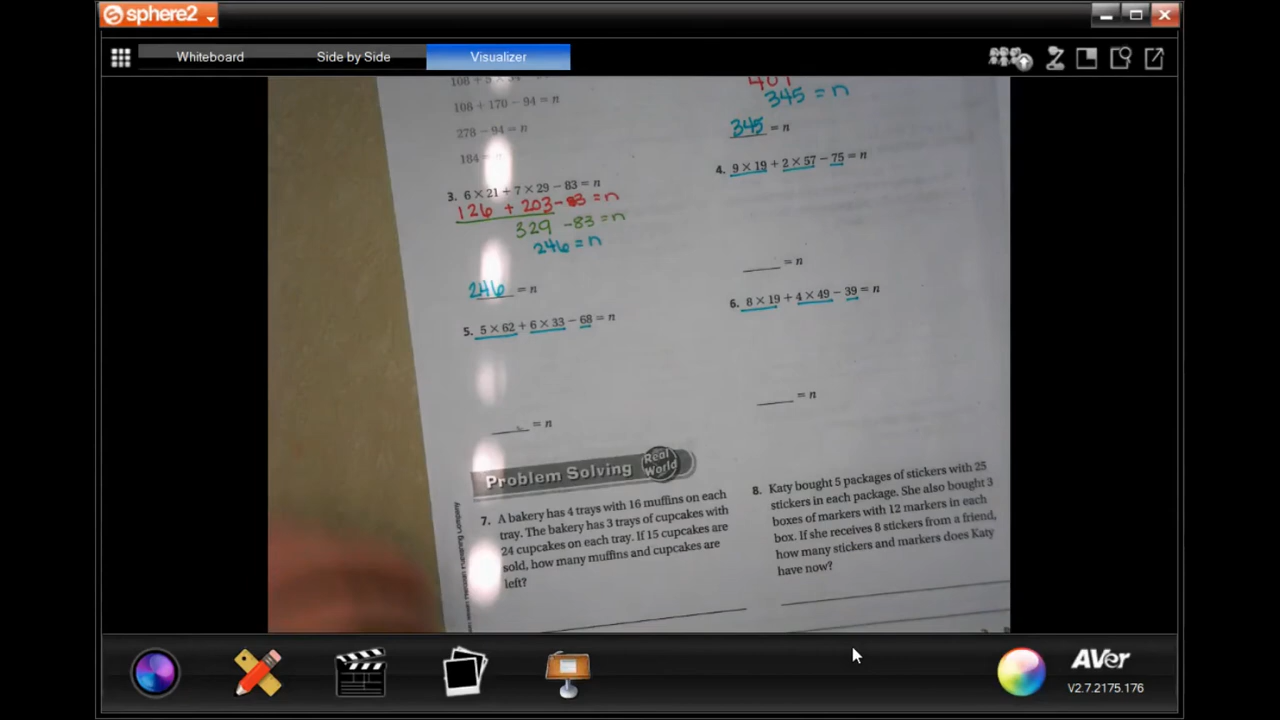 sphere2
Whiteboard
Side by Side
Visualizer
108 + 170 − 94 = n
278 − 94 = n
184 =
3. 6 × 21 + 7 × 29 − 83 = n
126 + 203 − 83 = n
329 − 83 = n
246 = n
246 = n
5. 5 × 62 + 6 × 33 − 68 = n
= n
401
345 = n
345 = n
4. 9 × 19 + 2 × 57 − 75 = n
= n
6. 8 × 19 + 4 × 49 − 39 = n
= n
Problem Solving Real
World
7. A bakery has 4 trays with 16 muffins on each
tray. The bakery has 3 trays of cupcakes with
24 cupcakes on each tray. If 15 cupcakes are
sold, how many muffins and cupcakes are
left?
8. Katy bought 5 packages of stickers with 25
stickers in each package. She also bought 3
boxes of markers with 12 markers in each
box. If she receives 8 stickers from a friend,
how many stickers and markers does Katy
have now?
AVer
V2.7.2175.176